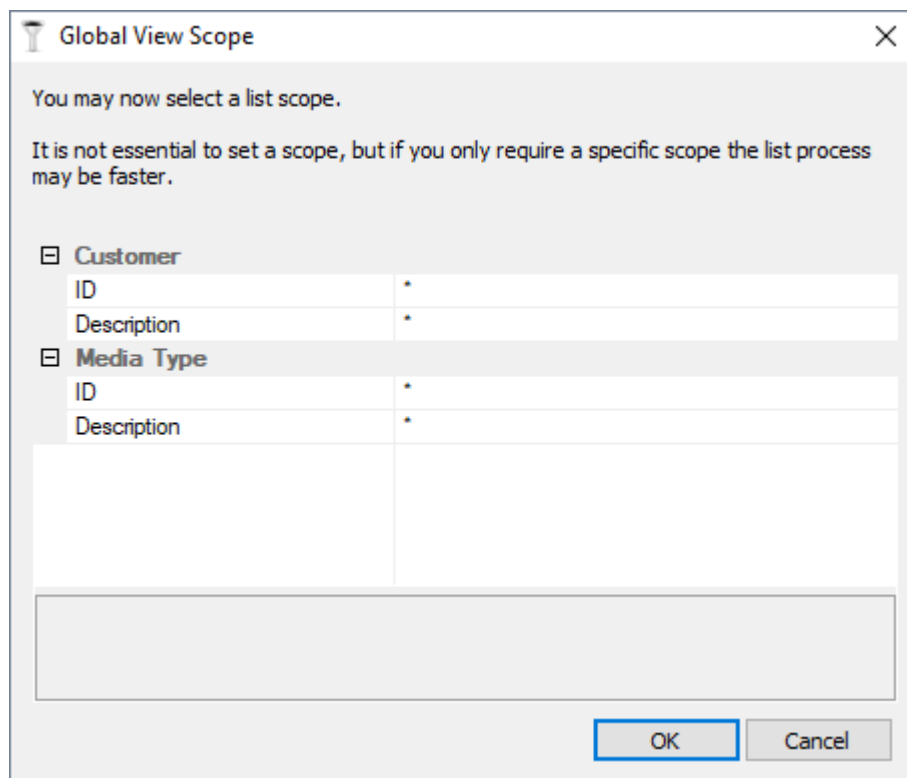 Global View Scope
You may now select a list scope.
It is not essential to set a scope, but if you only require a specific scope the list process
may be faster.
Customer
ID *
Description *
Media Type
ID *
Description *
OK Cancel